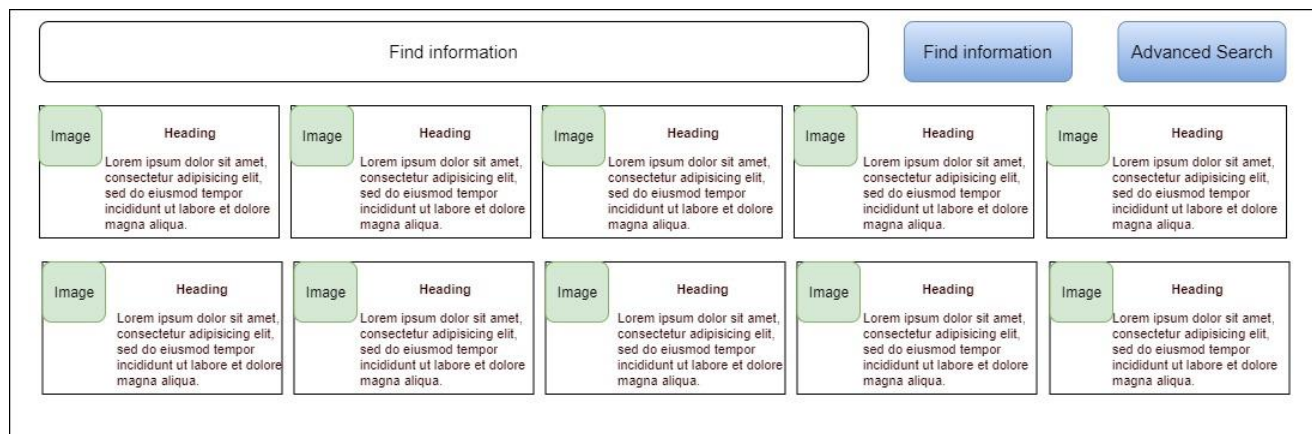 Find information
Find information
Advanced Search
Image
Heading
Lorem ipsum dolor sit amet,
consectetur adipisicing elit,
sed do eiusmod tempor
incididunt ut labore et dolore
magna aliqua.
Image
Heading
Lorem ipsum dolor sit amet,
consectetur adipisicing elit,
sed do eiusmod tempor
incididunt ut labore et dolore
magna aliqua.
Image
Heading
Lorem ipsum dolor sit amet,
consectetur adipisicing elit,
sed do eiusmod tempor
incididunt ut labore et dolore
magna aliqua.
Image
Heading
Lorem ipsum dolor sit amet,
consectetur adipisicing elit,
sed do eiusmod tempor
incididunt ut labore et dolore
magna aliqua.
Image
Heading
Lorem ipsum dolor sit amet,
consectetur adipisicing elit,
sed do eiusmod tempor
incididunt ut labore et dolore
magna aliqua.
Image
Heading
Lorem ipsum dolor sit amet,
consectetur adipisicing elit,
sed do eiusmod tempor
incididunt ut labore et dolore
magna aliqua.
Image
Heading
Lorem ipsum dolor sit amet,
consectetur adipisicing elit,
sed do eiusmod tempor
incididunt ut labore et dolore
magna aliqua.
Image
Heading
Lorem ipsum dolor sit amet,
consectetur adipisicing elit,
sed do eiusmod tempor
incididunt ut labore et dolore
magna aliqua.
Image
Heading
Lorem ipsum dolor sit amet,
consectetur adipisicing elit,
sed do eiusmod tempor
incididunt ut labore et dolore
magna aliqua.
Image
Heading
Lorem ipsum dolor sit amet,
consectetur adipisicing elit,
sed do eiusmod tempor
incididunt ut labore et dolore
magna aliqua.